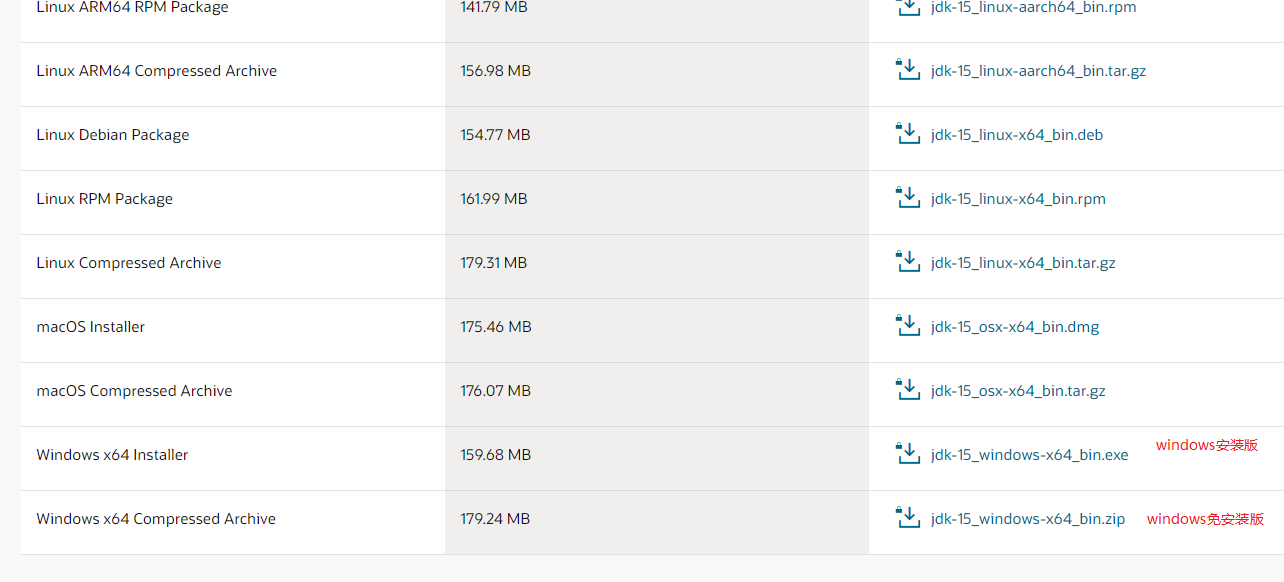 Linux ARM64 RPM Package 141.79 MB jdk-15_linux-aarch64_bin.rpm
Linux ARM64 Compressed Archive 156.98 MB jdk-15_linux-aarch64_bin.tar.gz
Linux Debian Package 154.77 MB jdk-15_linux-x64_bin.deb
Linux RPM Package 161.99 MB jdk-15_linux-x64_bin.rpm
Linux Compressed Archive 179.31 MB jdk-15_linux-x64_bin.tar.gz
macOS Installer 175.46 MB jdk-15_osx-x64_bin.dmg
macOS Compressed Archive 176.07 MB jdk-15_osx-x64_bin.tar.gz
Windows x64 Installer 159.68 MB jdk-15_windows-x64_bin.exe windows安装版
Windows x64 Compressed Archive 179.24 MB jdk-15_windows-x64_bin.zip windows免安装版